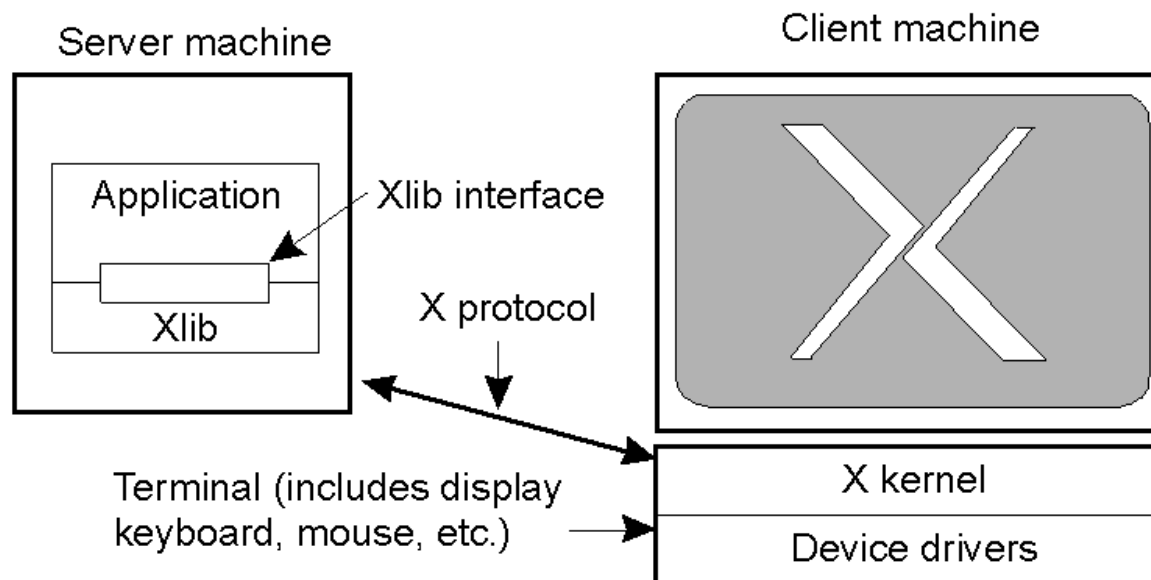 Server machine
Client machine
Application
Xlib interface
Xlib
X protocol
Terminal (includes display
keyboard, mouse, etc.)
X kernel
Device drivers